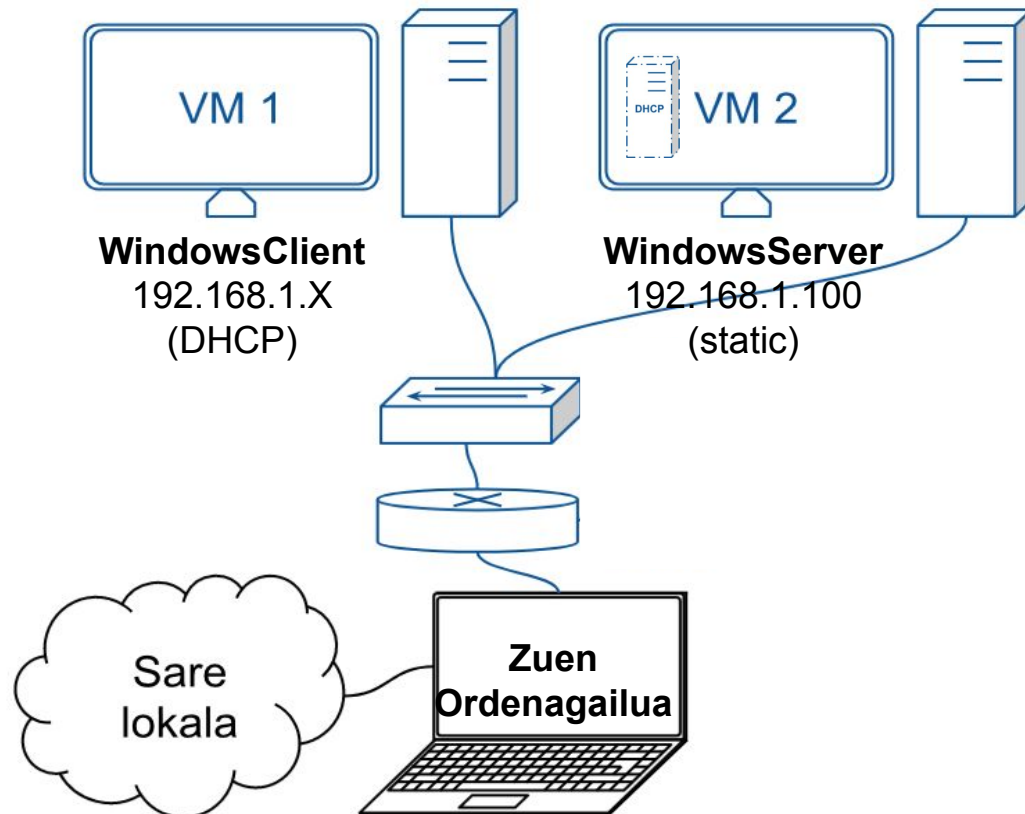 VM 1
DHCP
VM 2
WindowsClient
192.168.1.X
(DHCP)
WindowsServer
192.168.1.100
(static)
Sare
lokala
Zuen
Ordenagailua